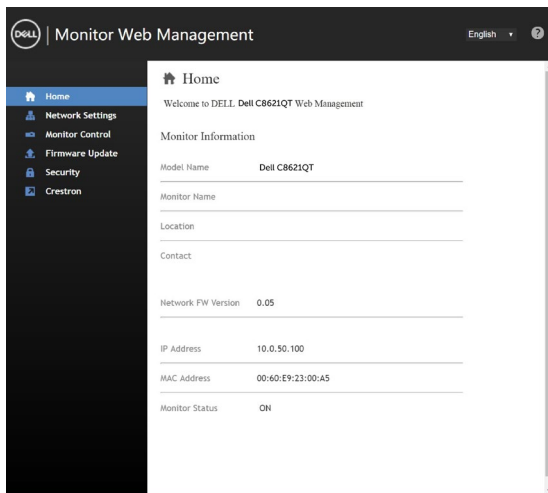 DELL | Monitor Web Management
English
?
Home
Network Settings
Monitor Control
Firmware Update
Security
Crestron
Home
Welcome to DELL Dell C8621QT Web Management
Monitor Information
Model Name Dell C8621QT
Monitor Name
Location
Contact
Network FW Version 0.05
IP Address 10.0.50.100
MAC Address 00:60:E9:23:00:A5
Monitor Status ON